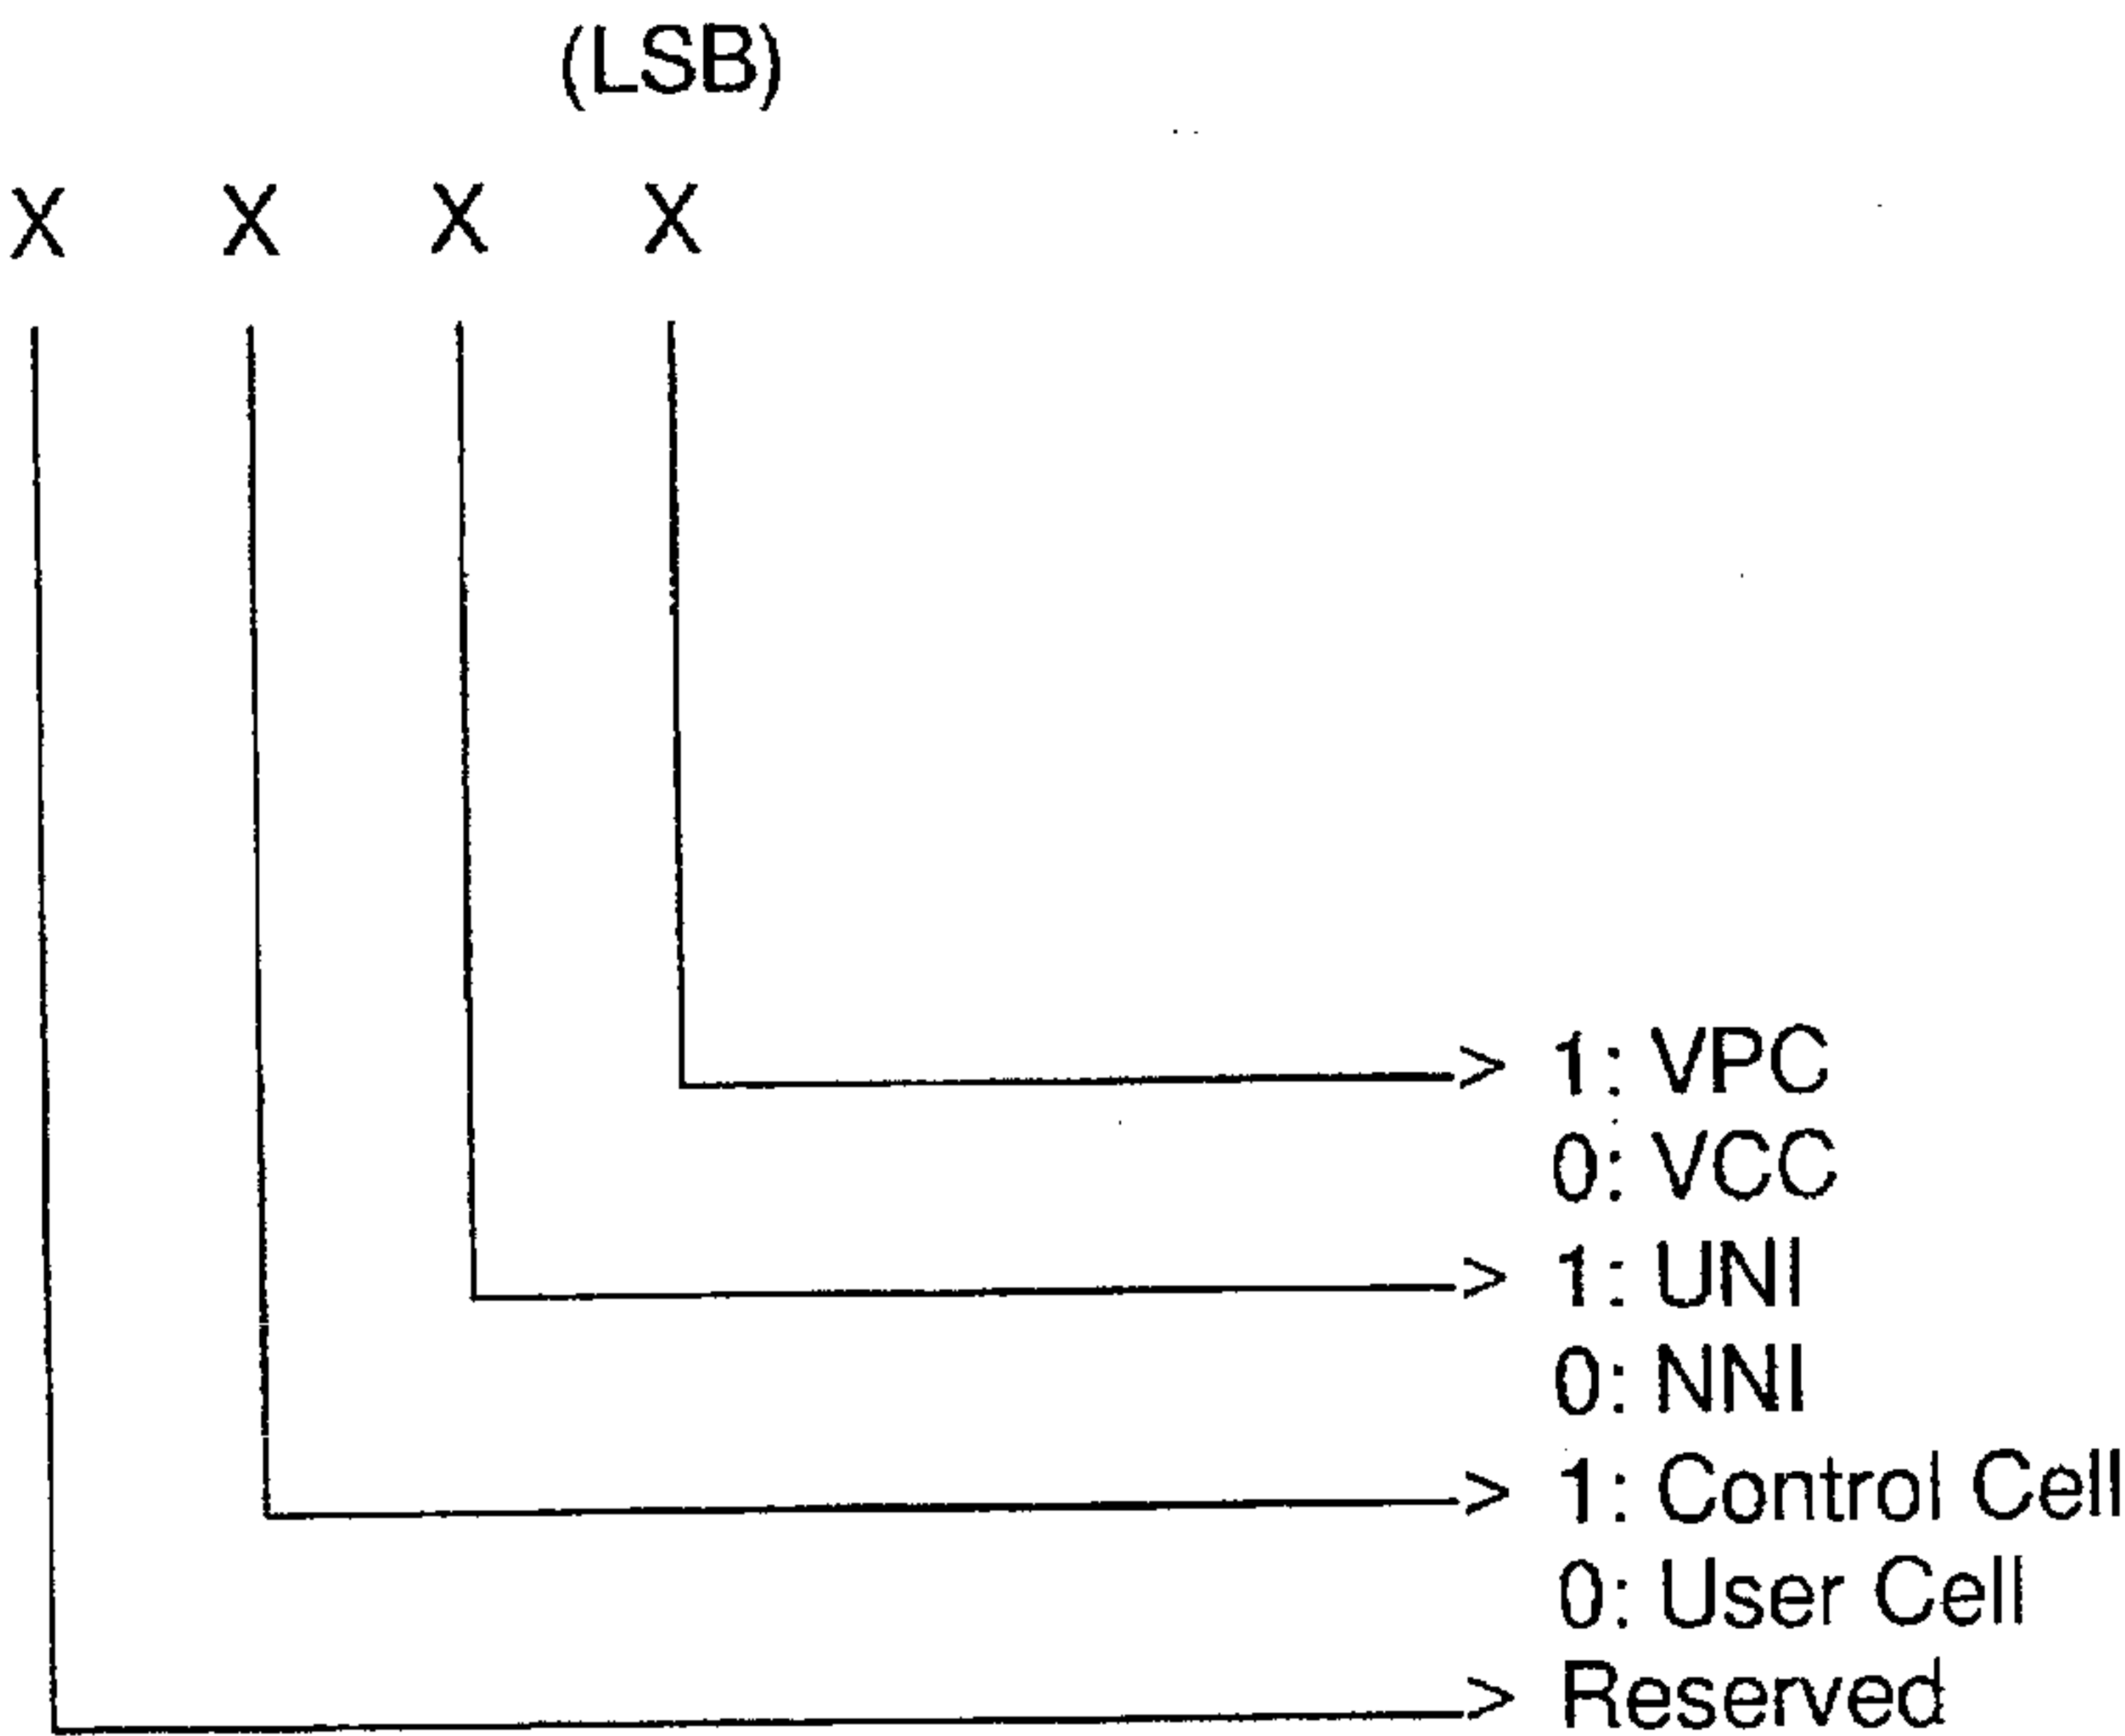 (LSB)
X X X X
1: VPC
0: VCC
1: UNI
0: NNI
1: Control Cell
0: User Cell
Reserved